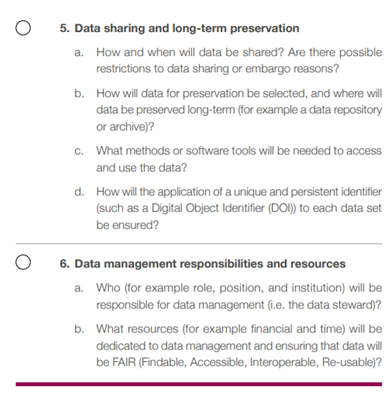 5. Data sharing and long-term preservation
a. How and when will data be shared? Are there possible
restrictions to data sharing or embargo reasons?
b. How will data for preservation be selected, and where will
data be preserved long-term (for example a data repository
or archive)?
c. What methods or software tools will be needed to access
and use the data?
d. How will the application of a unique and persistent identifier
(such as a Digital Object Identifier (DOI)) to each data set
be ensured?
6. Data management responsibilities and resources
a. Who (for example role, position, and institution) will be
responsible for data management (i.e. the data steward)?
b. What resources (for example financial and time) will be
dedicated to data management and ensuring that data will
be FAIR (Findable, Accessible, Interoperable, Re-usable)?